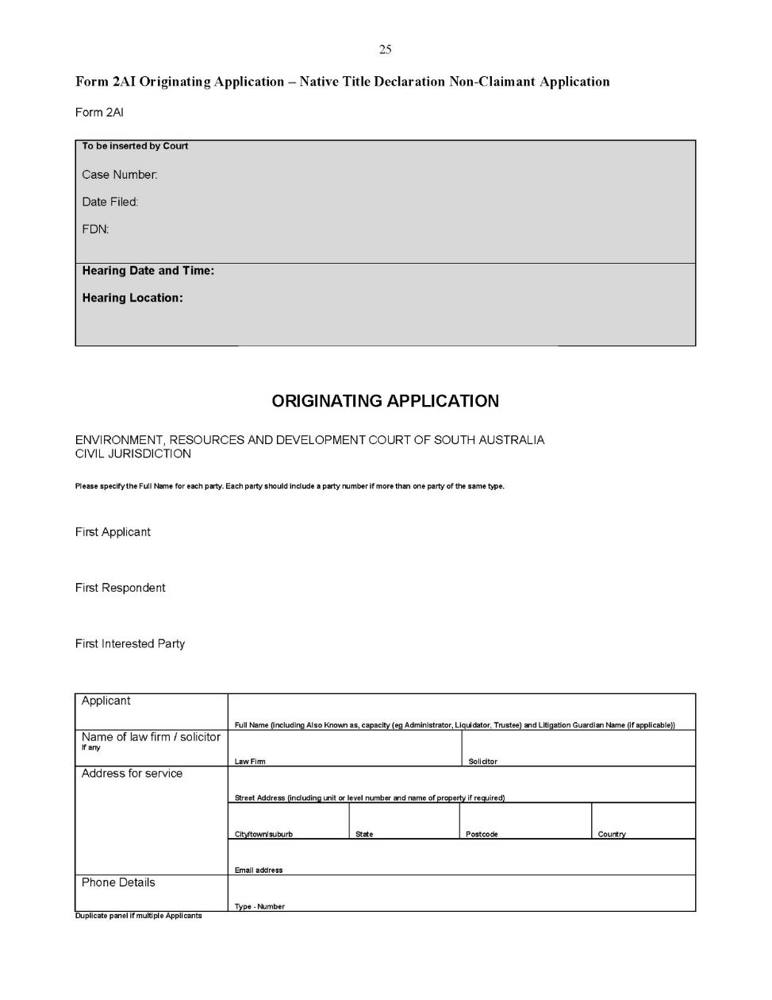 25
Form 2AI Originating Application – Native Title Declaration Non-Claimant Application
Form 2AI
To be inserted by Court
Case Number:
Date Filed:
FDN:
Hearing Date and Time:
Hearing Location:
ORIGINATING APPLICATION
ENVIRONMENT, RESOURCES AND DEVELOPMENT COURT OF SOUTH AUSTRALIA
CIVIL JURISDICTION
Please specify the Full Name for each party. Each party should include a party number if more than one party of the same type.
First Applicant
First Respondent
First Interested Party
Applicant
Full Name (including Also Known as, capacity (eg Administrator, Liquidator, Trustee) and Litigation Guardian Name (if applicable))
Name of law firm / solicitor
If any
Law Firm
Solicitor
Address for service
Street Address (including unit or level number and name of property if required)
City/town/suburb
State
Postcode
Country
Email address
Phone Details
Type - Number
Duplicate panel if multiple Applicants